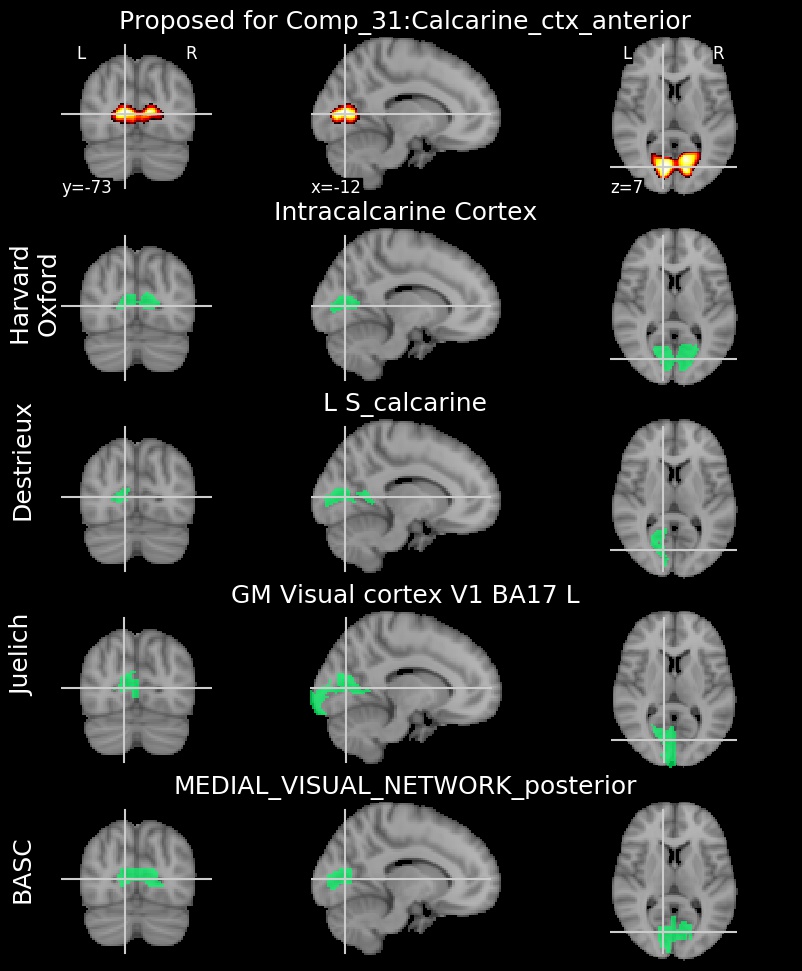 Proposed for Comp_31:Calcarine_ctx_anterior
L R L R
y=-73 x=-12 z=7
Intracalcarine Cortex
Harvard
Oxford
L S_calcarine
Destrieux
GM Visual cortex V1 BA17 L
Juelich
MEDIAL_VISUAL_NETWORK_posterior
BASC